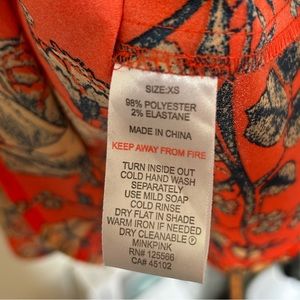 SIZE:XS
98% POLYESTER
2% ELASTANE
MADE IN CHINA
KEEP AWAY FROM FIRE
TURN INSIDE OUT
COLD HAND WASH
SEPARATELY
USE MILD SOAP
COLD RINSE
DRY FLAT IN SHADE
WARM IRON IF NEEDED
DRY CLEANABLE Ⓟ
MINKPINK
RN# 125566
CA# 45102